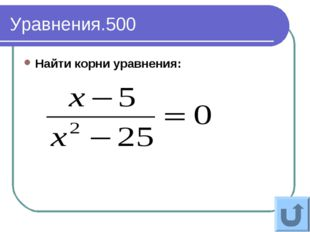 Уравнения.500
Найти корни уравнения:
x – 5
x² – 25
= 0